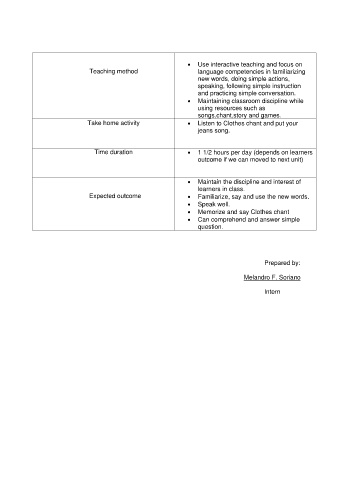 Teaching method
• Use interactive teaching and focus on
language competencies in familiarizing
new words, doing simple actions,
speaking, following simple instruction
and practicing simple conversation.
• Maintaining classroom discipline while
using resources such as
songs,chant,story and games.
Take home activity
• Listen to Clothes chant and put your
jeans song.
Time duration
• 1 1/2 hours per day (depends on learners
outcome if we can moved to next unit)
Expected outcome
• Maintain the discipline and interest of
learners in class.
• Familiarize, say and use the new words.
• Speak well.
• Memorize and say Clothes chant
• Can comprehend and answer simple
question.
Prepared by:
Melandro F. Soriano
Intern